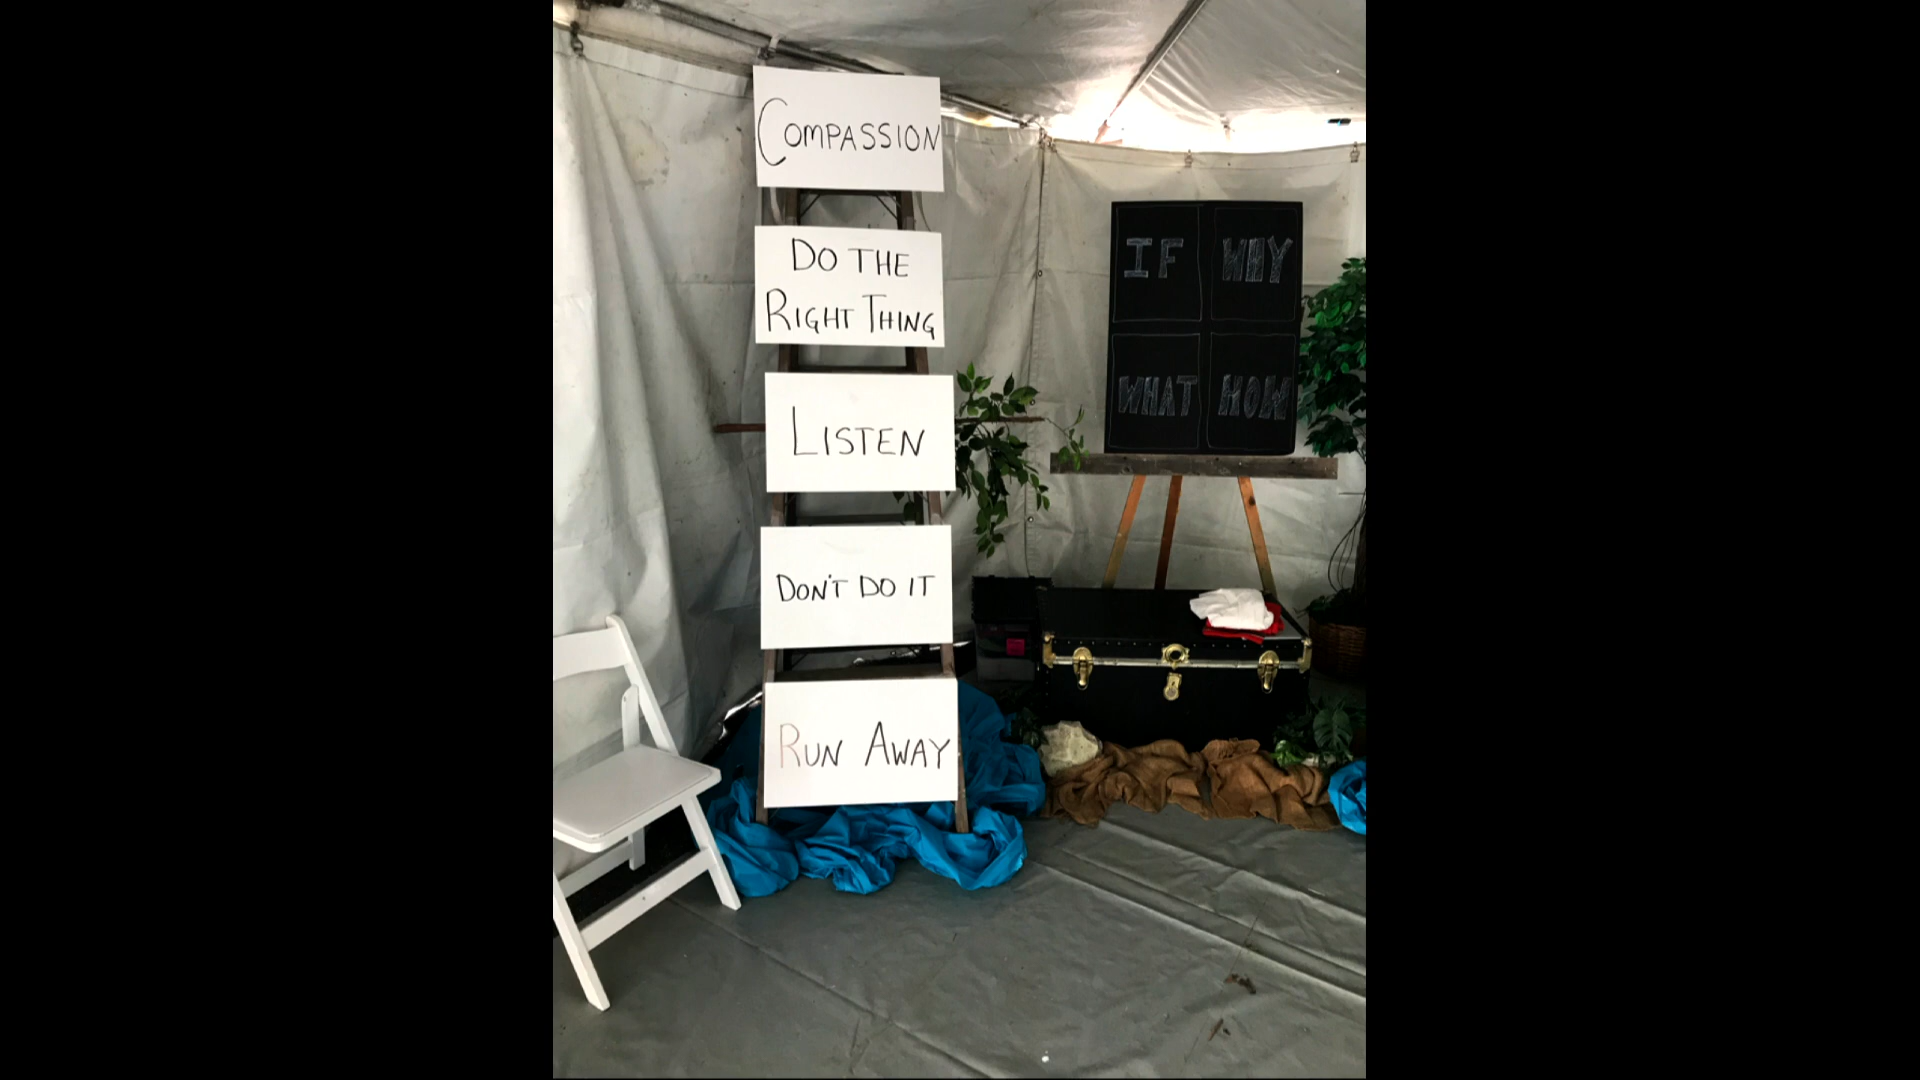 COMPASSION
DO THE
RIGHT THING
LISTEN
DON'T DO IT
RUN AWAY
IF WHY
WHAT HOW